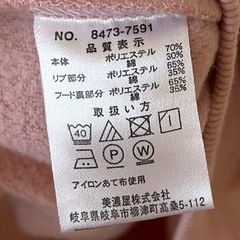 NO. 8473-7591
品質表示
本体 ポリエステル 70%
綿 30%
リブ部分 ポリエステル 65%
綿 35%
フード裏部分 ポリエステル 65%
綿 35%
取扱い方
40
P W
アイロンあて布使用
美濃屋株式会社
岐阜県岐阜市柳津町高桑5-112